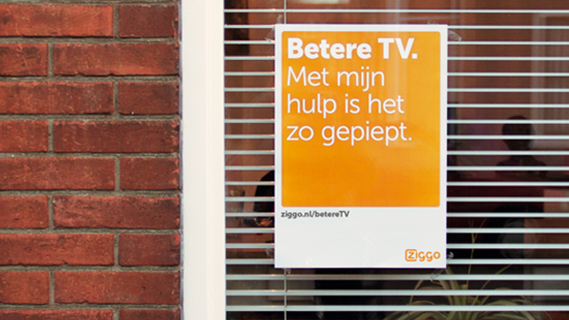 Betere TV.
Met mijn
hulp is het
zo gepiept.
ziggo.nl/betereTV
ziggo